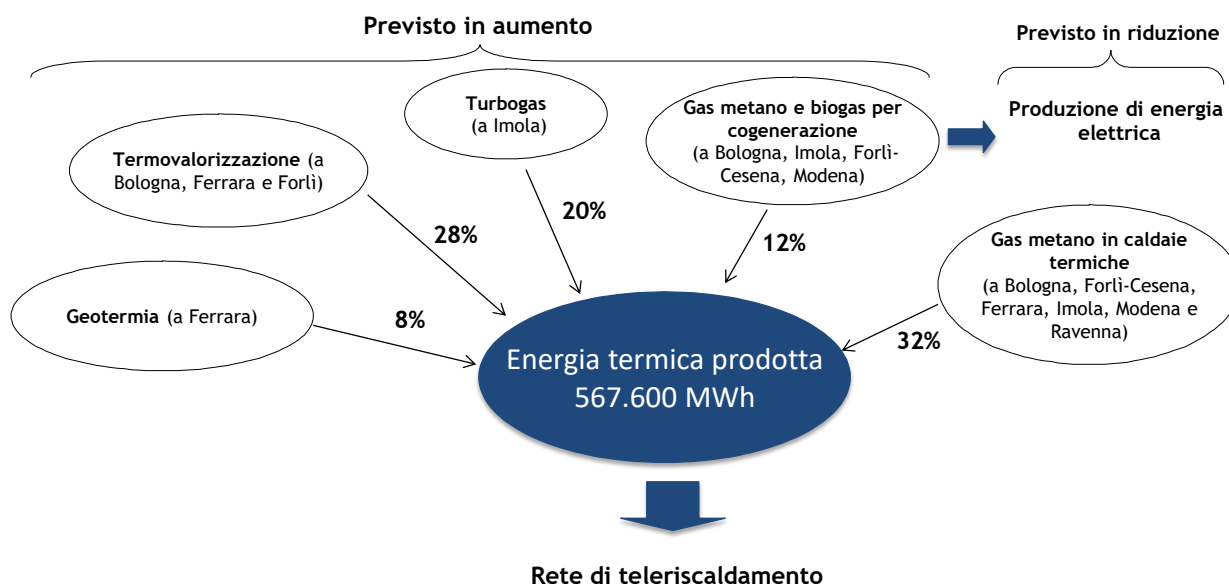 Previsto in aumento
Previsto in riduzione
Turbogas
(a Imola)
Gas metano e biogas per
cogenerazione
(a Bologna, Imola, Forlì-
Cesena, Modena)
Produzione di energia
elettrica
Termovalorizzazione (a
Bologna, Ferrara e Forlì)
20%
12%
28%
Gas metano in caldaie
termiche
(a Bologna, Forlì-Cesena,
Ferrara, Imola, Modena e
Ravenna)
Geotermia (a Ferrara)
8%
32%
Energia termica prodotta
567.600 MWh
Rete di teleriscaldamento